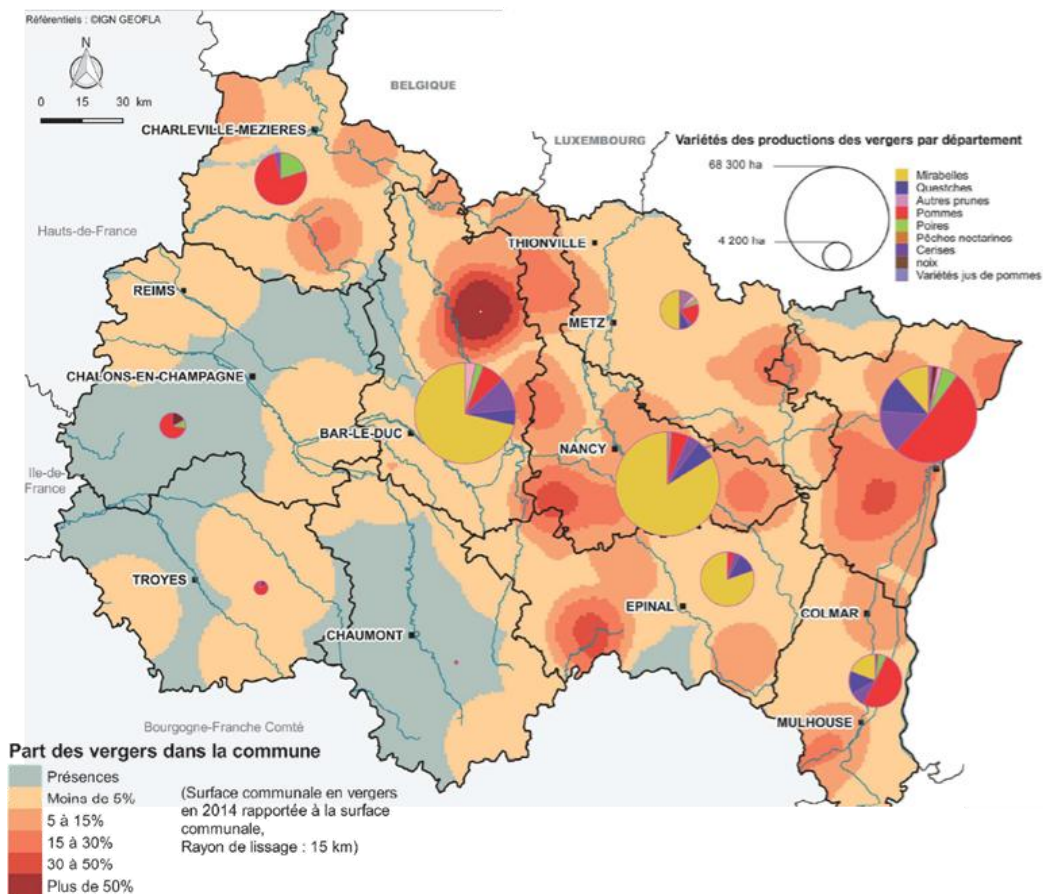 Référentiels : ©IGN GEOFLA
N
0 15 30 km
BELGIQUE
CHARLEVILLE-MEZIERES
LUXEMBOURG
Variétés des productions des vergers par département
68 300 ha
4 200 ha
Mirabelles
Questches
Autres prunes
Pommes
Poires
Pêches nectarines
Cerises
noix
Variétés jus de pommes
Hauts-de-France
THIONVILLE
REIMS
METZ
CHALONS-EN-CHAMPAGNE
BAR-LE-DUC
NANCY
Ile-de-
France
TROYES
EPINAL
COLMAR
CHAUMONT
MULHOUSE
Bourgogne-Franche Comté
Part des vergers dans la commune
Présences
Moins de 5%
5 à 15%
15 à 30%
30 à 50%
Plus de 50%
(Surface communale en vergers
en 2014 rapportée à la surface
communale,
Rayon de lissage : 15 km)